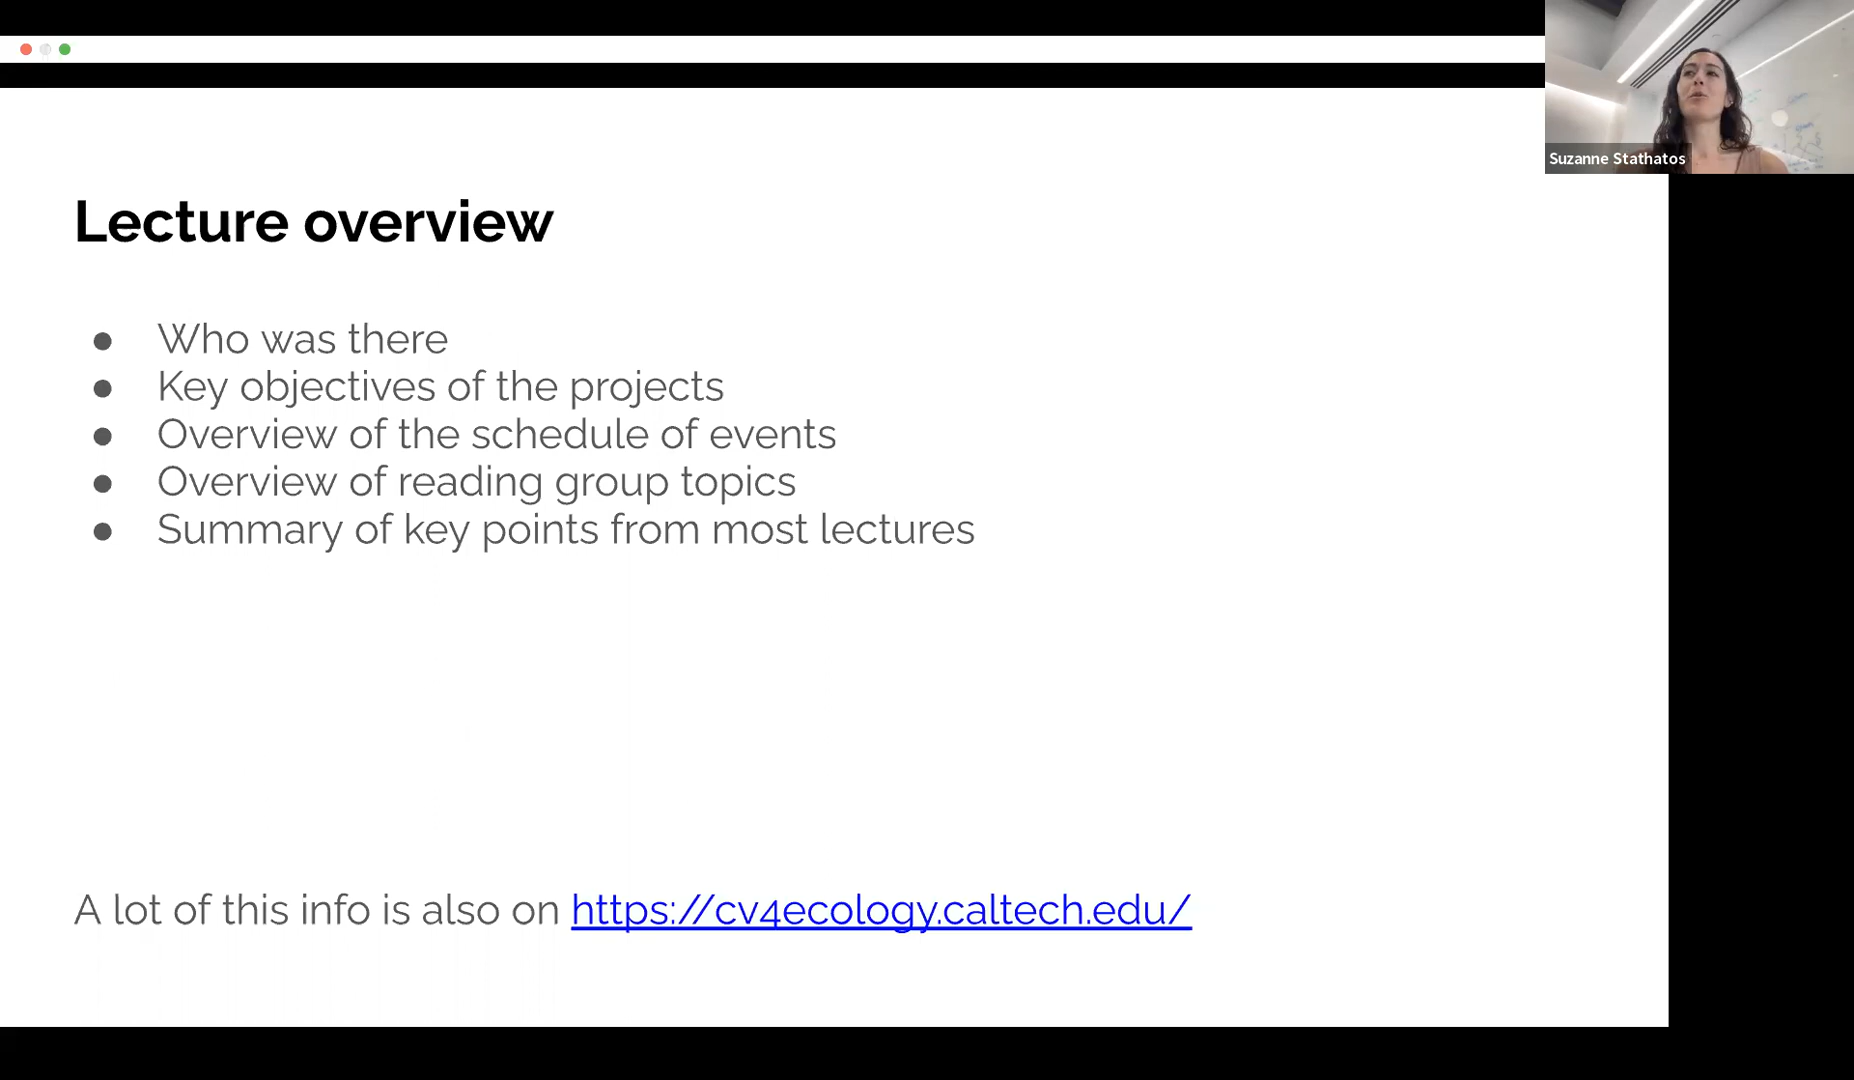 Suzanne Stathatos
Lecture overview
● Who was there
● Key objectives of the projects
● Overview of the schedule of events
● Overview of reading group topics
● Summary of key points from most lectures
A lot of this info is also on https://cv4ecology.caltech.edu/